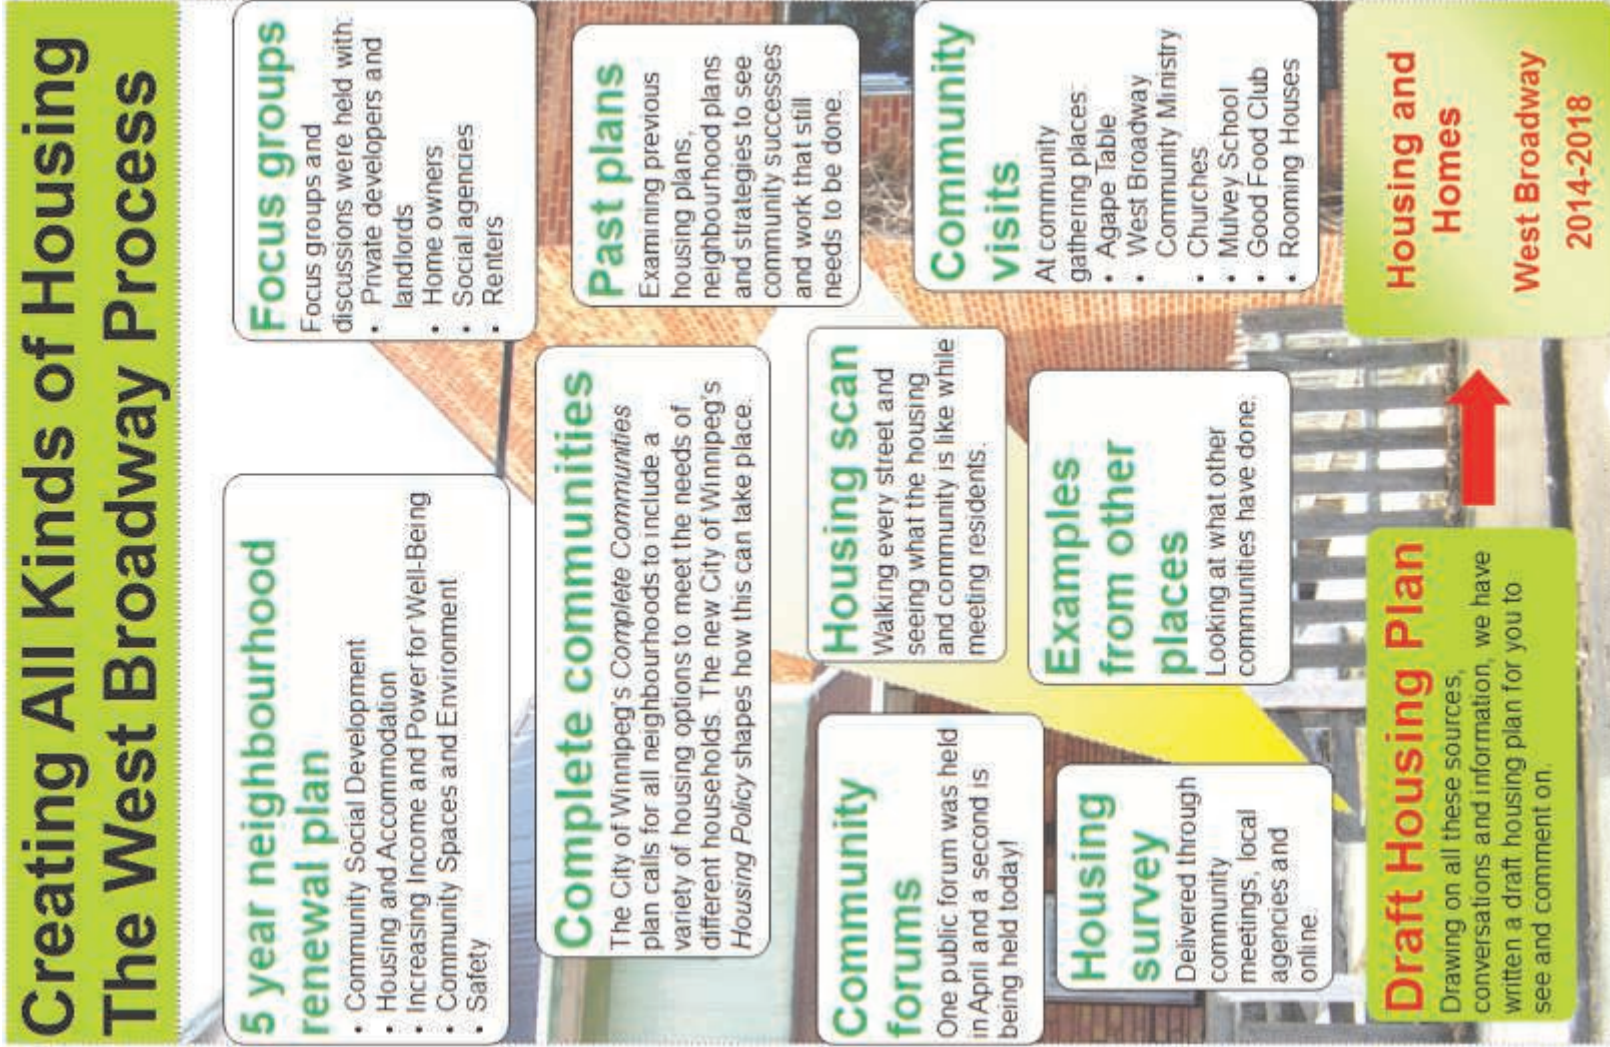 Creating All Kinds of Housing
The West Broadway Process
5 year neighbourhood
renewal plan
• Community Social Development
• Housing and Accommodation
• Increasing Income and Power for Well-Being
• Community Spaces and Environment
• Safety
Focus groups
Focus groups and
discussions were held with:
• Private developers and
landlords
• Home owners
• Social agencies
• Renters
Complete communities
The City of Winnipeg's Complete Communities
plan calls for all neighbourhoods to include a
variety of housing options to meet the needs of
different households. The new City of Winnipeg's
Housing Policy shapes how this can take place.
Past plans
Examining previous
housing plans,
neighbourhood plans
and strategies to see
community successes
and work that still
needs to be done.
Community
forums
One public forum was held
in April and a second is
being held today!
Housing scan
Walking every street and
seeing what the housing
and community is like while
meeting residents.
Community
visits
At community
gathering places:
• Agape Table
• West Broadway
Community Ministry
• Churches
• Mulvey School
• Good Food Club
• Rooming Houses
Housing
survey
Delivered through
community
meetings, local
agencies and
online.
Examples
from other
places
Looking at what other
communities have done.
Draft Housing Plan
Drawing on all these sources,
conversations and information, we have
written a draft housing plan for you to
see and comment on.
Housing and
Homes
West Broadway
2014-2018